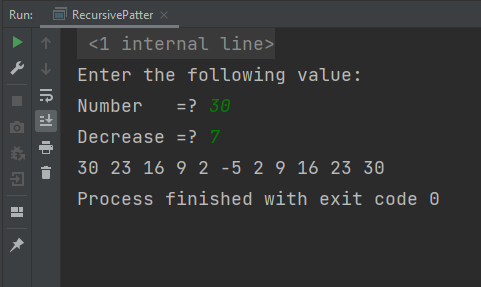 Run: RecursivePatter ×
<1 internal line>
Enter the following value:
Number   =? 30
Decrease =? 7
30 23 16 9 2 -5 2 9 16 23 30
Process finished with exit code 0